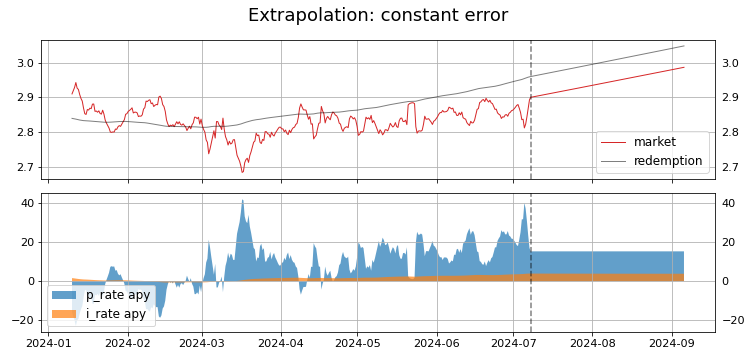 Extrapolation: constant error
3.0 3.0
2.9 2.9
2.8 2.8
2.7 2.7
market
redemption
40 40
20 20
0 0
−20 −20
p_rate apy
i_rate apy
2024-01 2024-02 2024-03 2024-04 2024-05 2024-06 2024-07 2024-08 2024-09